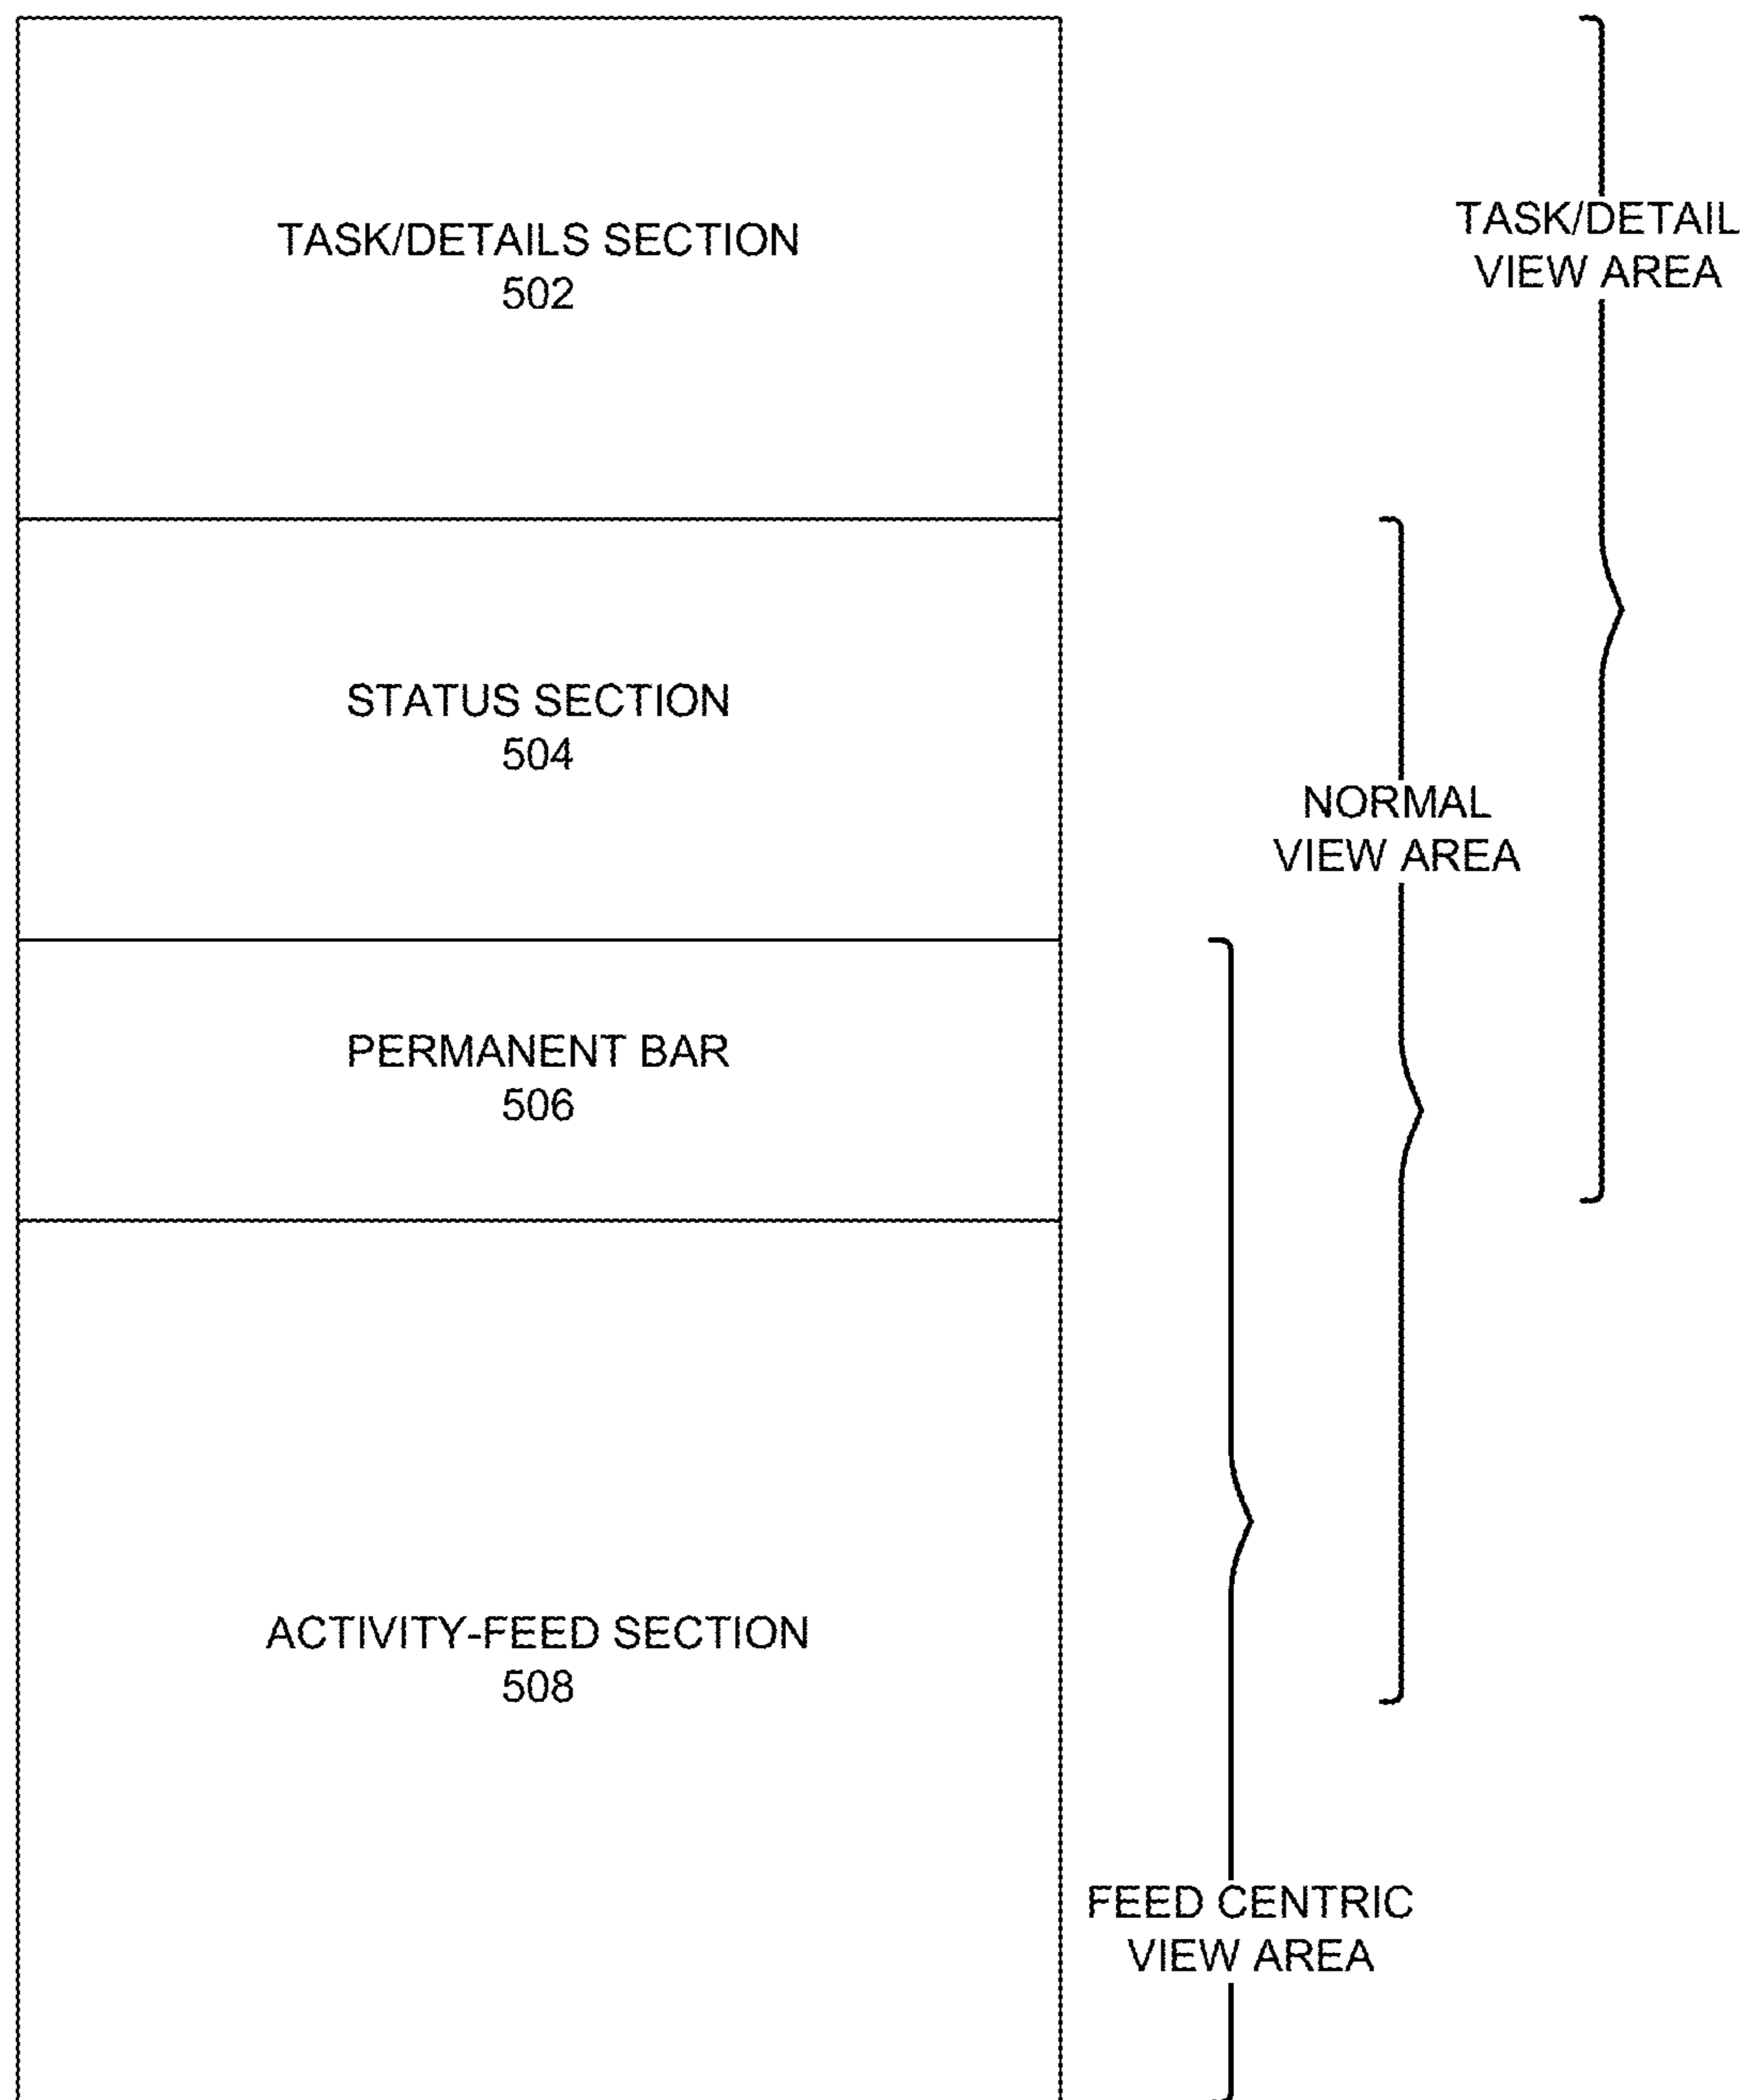 TASK/DETAILS SECTION
502
TASK/DETAIL
VIEW AREA
STATUS SECTION
504
NORMAL
VIEW AREA
PERMANENT BAR
506
ACTIVITY-FEED SECTION
508
FEED CENTRIC
VIEW AREA